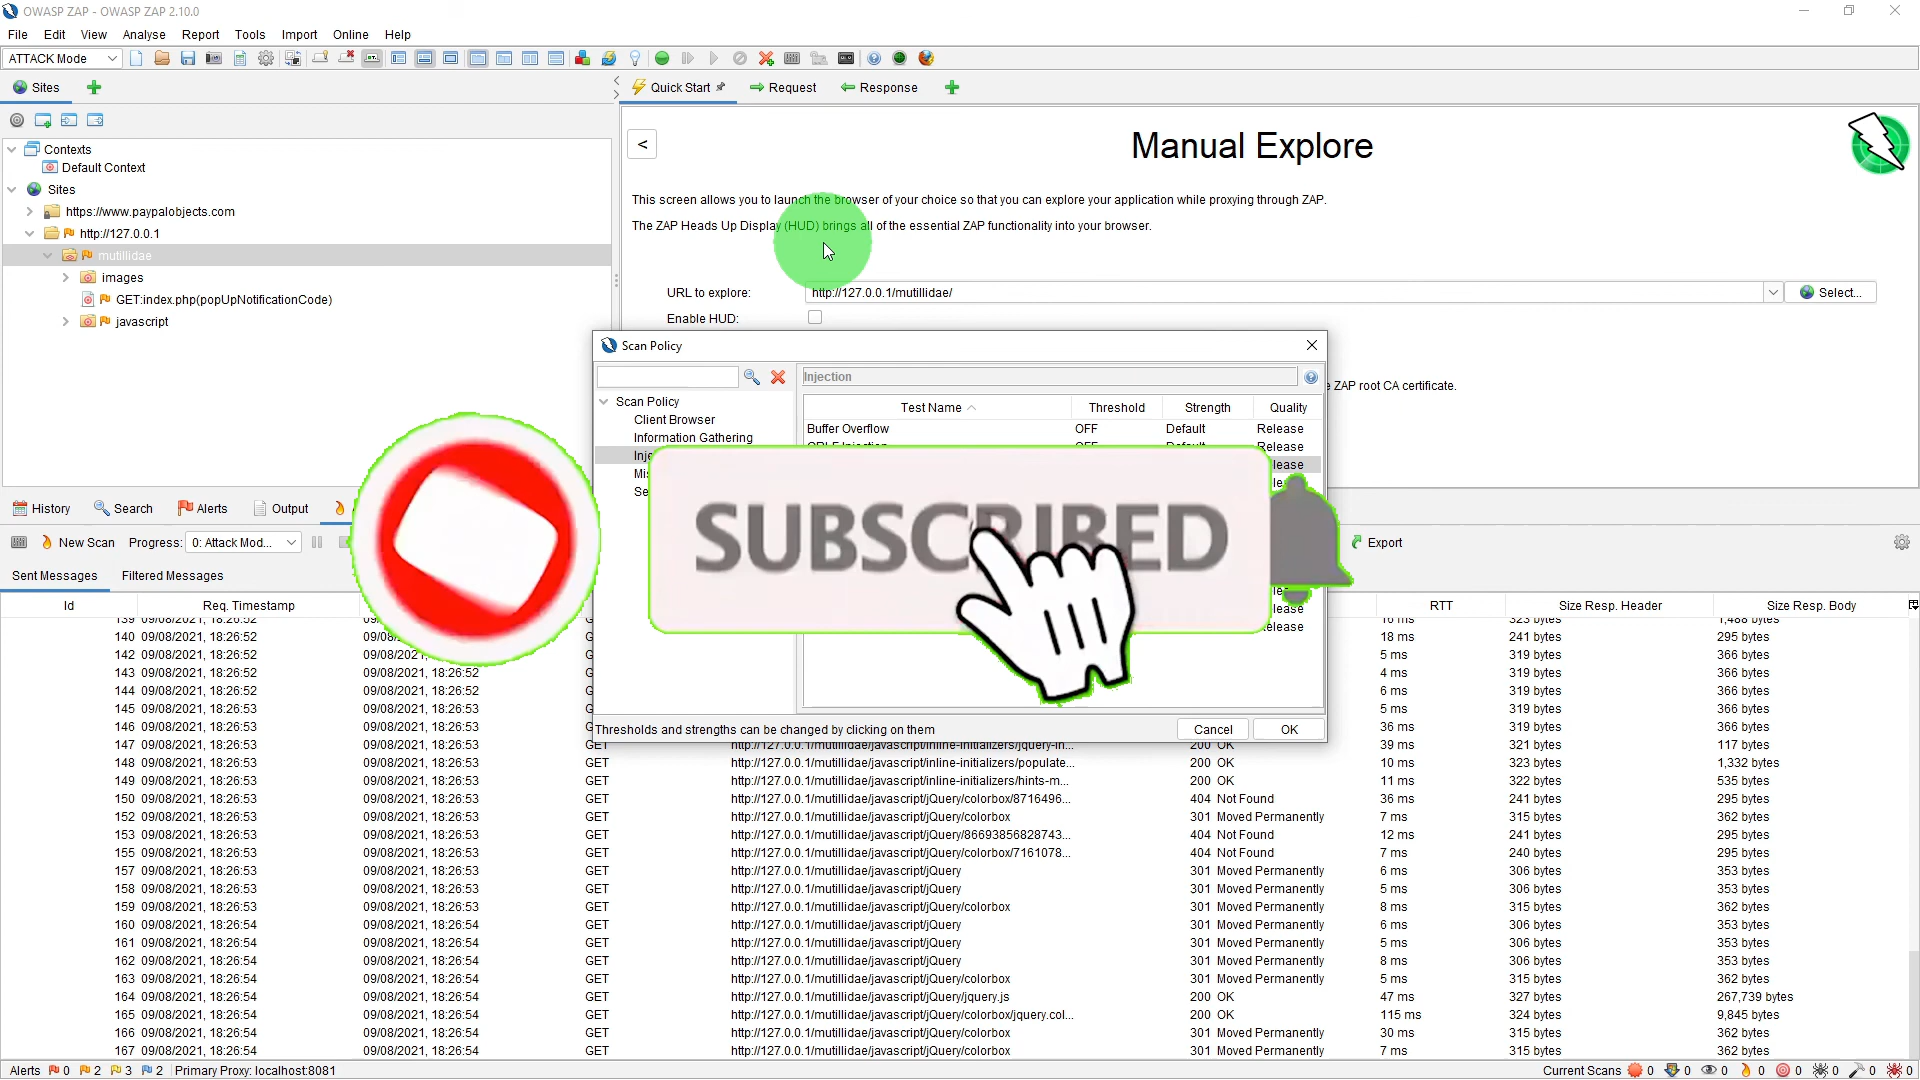 OWASP ZAP - OWASP ZAP 2.10.0
File Edit View Analyse Report Tools Import Online Help
ATTACK Mode
Sites
Quick Start Request Response
Contexts
Default Context
Sites
https://www.paypalobjects.com
http://127.0.0.1
mutillidae
images
GET:index.php(popUpNotificationCode)
javascript
<
Manual Explore
This screen allows you to launch the browser of your choice so that you can explore your application while proxying through ZAP.
The ZAP Heads Up Display (HUD) brings all of the essential ZAP functionality into your browser.
URL to explore: http://127.0.0.1/mutillidae/ Select...
Enable HUD:
ZAP root CA certificate.
Scan Policy
Injection
Scan Policy
Client Browser
Information Gathering
Test Name Threshold Strength Quality
Buffer Overflow OFF Default Release
Release
SUBSCRIBED
Thresholds and strengths can be changed by clicking on them
Cancel OK
History Search Alerts Output
New Scan Progress: 0: Attack Mod... Export
Sent Messages Filtered Messages
Id Req. Timestamp RTT Size Resp. Header Size Resp. Body
140 09/08/2021, 18:26:52 18 ms 241 bytes 295 bytes
142 09/08/2021, 18:26:52 5 ms 319 bytes 366 bytes
143 09/08/2021, 18:26:52 09/08/2021, 18:26:52 4 ms 319 bytes 366 bytes
144 09/08/2021, 18:26:52 09/08/2021, 18:26:52 6 ms 319 bytes 366 bytes
145 09/08/2021, 18:26:53 09/08/2021, 18:26:53 5 ms 319 bytes 366 bytes
146 09/08/2021, 18:26:53 09/08/2021, 18:26:53 36 ms 319 bytes 366 bytes
147 09/08/2021, 18:26:53 09/08/2021, 18:26:53 GET http://127.0.0.1/mutillidae/javascript/inline-initializers/jquery-in... 200 OK 39 ms 321 bytes 117 bytes
148 09/08/2021, 18:26:53 09/08/2021, 18:26:53 GET http://127.0.0.1/mutillidae/javascript/inline-initializers/populate... 200 OK 10 ms 323 bytes 1,332 bytes
149 09/08/2021, 18:26:53 09/08/2021, 18:26:53 GET http://127.0.0.1/mutillidae/javascript/inline-initializers/hints-m... 200 OK 11 ms 322 bytes 535 bytes
150 09/08/2021, 18:26:53 09/08/2021, 18:26:53 GET http://127.0.0.1/mutillidae/javascript/jQuery/colorbox/8716496... 404 Not Found 36 ms 241 bytes 295 bytes
152 09/08/2021, 18:26:53 09/08/2021, 18:26:53 GET http://127.0.0.1/mutillidae/javascript/jQuery/colorbox 301 Moved Permanently 7 ms 315 bytes 362 bytes
153 09/08/2021, 18:26:53 09/08/2021, 18:26:53 GET http://127.0.0.1/mutillidae/javascript/jQuery/86693856828743... 404 Not Found 12 ms 241 bytes 295 bytes
155 09/08/2021, 18:26:53 09/08/2021, 18:26:53 GET http://127.0.0.1/mutillidae/javascript/jQuery/colorbox/7161078... 404 Not Found 7 ms 240 bytes 295 bytes
157 09/08/2021, 18:26:53 09/08/2021, 18:26:53 GET http://127.0.0.1/mutillidae/javascript/jQuery 301 Moved Permanently 6 ms 306 bytes 353 bytes
158 09/08/2021, 18:26:53 09/08/2021, 18:26:53 GET http://127.0.0.1/mutillidae/javascript/jQuery 301 Moved Permanently 5 ms 306 bytes 353 bytes
159 09/08/2021, 18:26:53 09/08/2021, 18:26:53 GET http://127.0.0.1/mutillidae/javascript/jQuery/colorbox 301 Moved Permanently 8 ms 315 bytes 362 bytes
160 09/08/2021, 18:26:54 09/08/2021, 18:26:54 GET http://127.0.0.1/mutillidae/javascript/jQuery 301 Moved Permanently 6 ms 306 bytes 353 bytes
161 09/08/2021, 18:26:54 09/08/2021, 18:26:54 GET http://127.0.0.1/mutillidae/javascript/jQuery 301 Moved Permanently 5 ms 306 bytes 353 bytes
162 09/08/2021, 18:26:54 09/08/2021, 18:26:54 GET http://127.0.0.1/mutillidae/javascript/jQuery 301 Moved Permanently 8 ms 306 bytes 353 bytes
163 09/08/2021, 18:26:54 09/08/2021, 18:26:54 GET http://127.0.0.1/mutillidae/javascript/jQuery/colorbox 301 Moved Permanently 5 ms 315 bytes 362 bytes
164 09/08/2021, 18:26:54 09/08/2021, 18:26:54 GET http://127.0.0.1/mutillidae/javascript/jQuery/jquery.js 200 OK 47 ms 327 bytes 267,739 bytes
165 09/08/2021, 18:26:54 09/08/2021, 18:26:54 GET http://127.0.0.1/mutillidae/javascript/jQuery/colorbox/jquery.col... 200 OK 115 ms 324 bytes 9,845 bytes
166 09/08/2021, 18:26:54 09/08/2021, 18:26:54 GET http://127.0.0.1/mutillidae/javascript/jQuery/colorbox 301 Moved Permanently 30 ms 315 bytes 362 bytes
167 09/08/2021, 18:26:54 09/08/2021, 18:26:54 GET http://127.0.0.1/mutillidae/javascript/jQuery/colorbox 301 Moved Permanently 7 ms 315 bytes 362 bytes
Alerts 0 2 3 2 Primary Proxy: localhost:8081 Current Scans 0 0 0 0 0 0 0 0